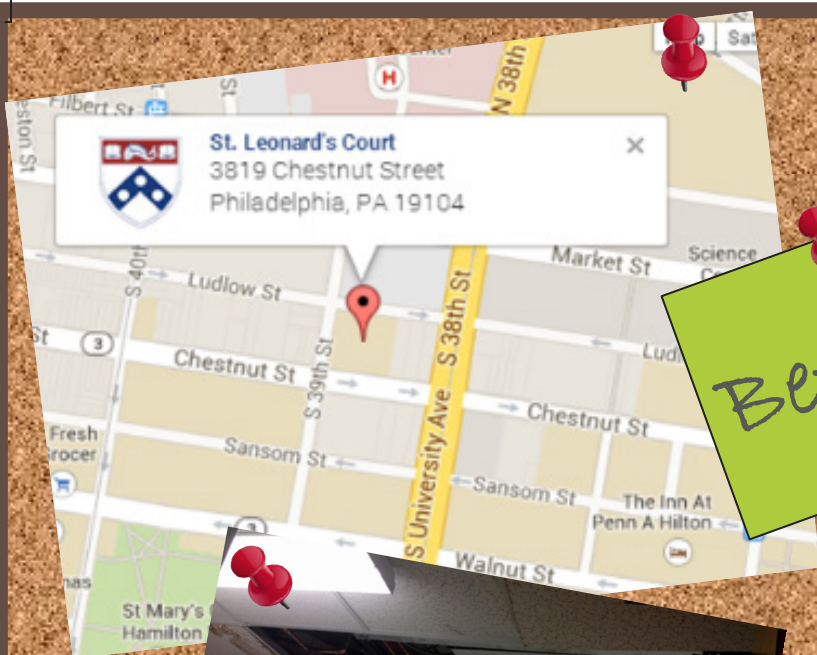 Filbert St
St
N 38th
St. Leonard's Court
3819 Chestnut Street
Philadelphia, PA 19104
S 40th
Market St
Science
Ludlow St
S 38th St
St
3
Chestnut St
S 39th St
Chestnut St
Fresh
Sansom St
S University Ave
Sansom St
The Inn At
Penn A Hilton
3
Walnut St
St Mary's
Hamilton
H